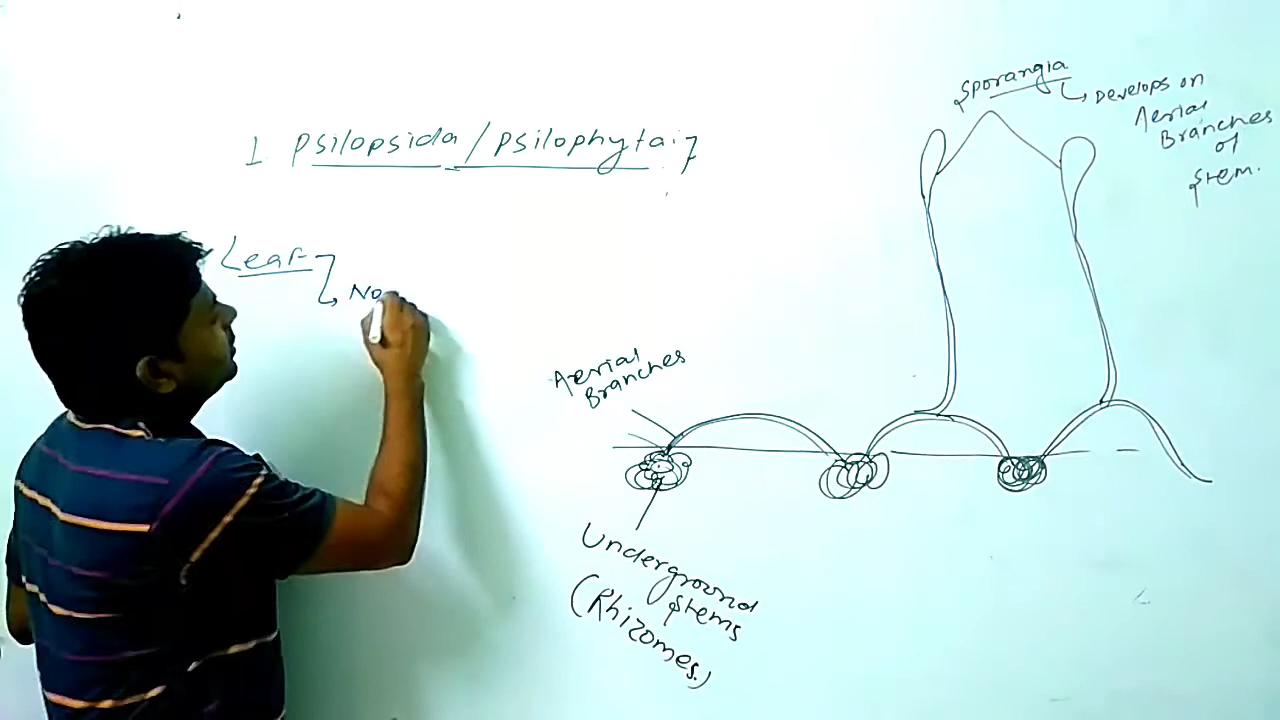 1 Psilopsida / Psilophyta:-
Leaf
No
Sporangia
Develops on
Aerial
Branches
of
Stem.
Aerial
Branches
Underground
Stems
(Rhizomes.)